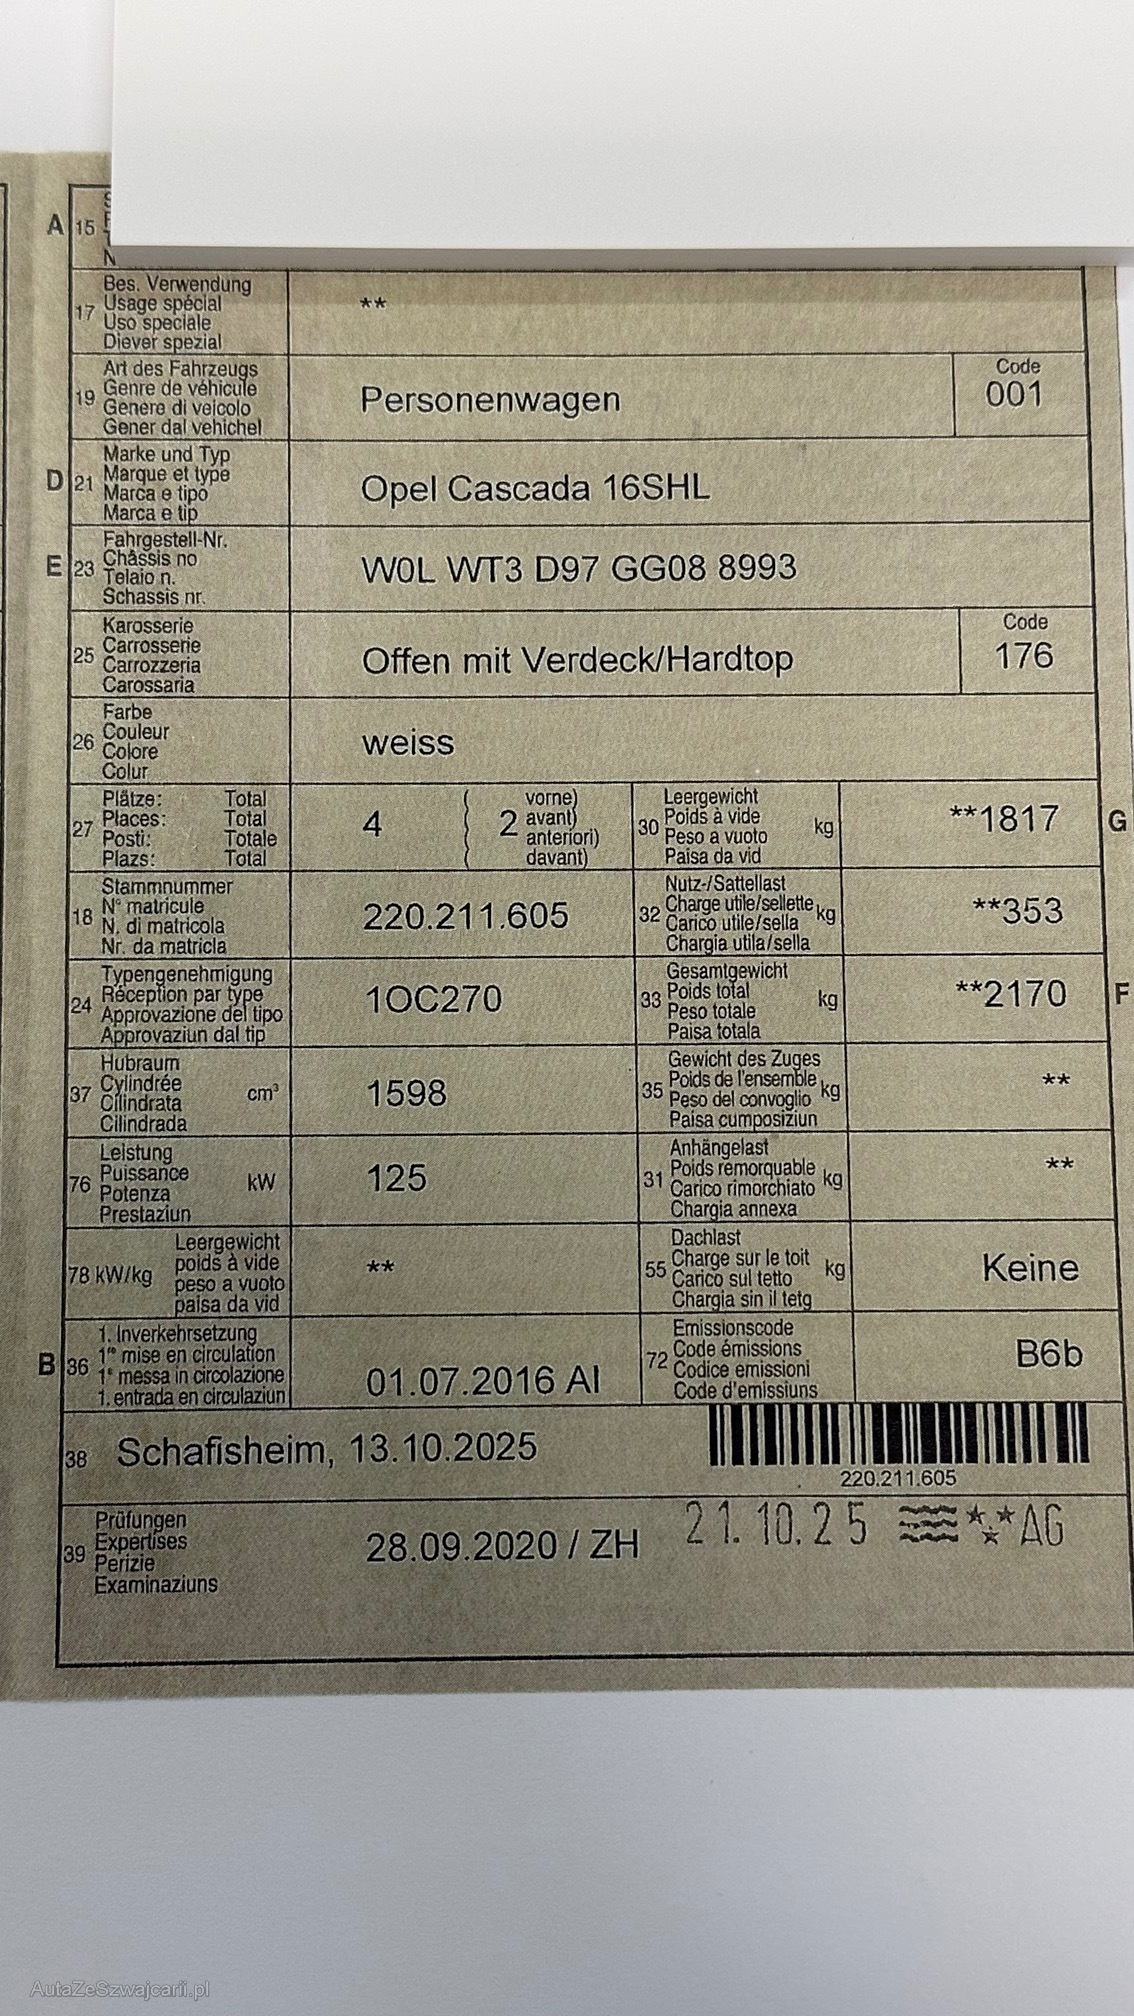 A 15
N
17 Bes. Verwendung
Usage spécial
Uso speciale
Diever spezial
**
19 Art des Fahrzeugs
Genre de véhicule
Genere di veicolo
Gener dal vehichel
Personenwagen
Code
001
D 21 Marke und Typ
Marque et type
Marca e tipo
Marca e tip
Opel Cascada 16SHL
E 23 Fahrgestell-Nr.
Châssis no
Telaio n.
Schassis nr.
W0L WT3 D97 GG08 8993
25 Karosserie
Carrosserie
Carrozzeria
Carossaria
Offen mit Verdeck/Hardtop
Code
176
26 Farbe
Couleur
Colore
Colur
weiss
27 Plätze: Total
Places: Total
Posti: Totale
Plazs: Total
4 ( 2 vorne)
avant)
anteriori)
davant)
30 Leergewicht
Poids à vide
Peso a vuoto
Paisa da vid
kg
**1817 G
18 Stammnummer
N° matricule
N. di matricola
Nr. da matricla
220.211.605
32 Nutz-/Sattellast
Charge utile/sellette
Carico utile/sella
Chargia utila/sella
kg
**353
24 Typengenehmigung
Réception par type
Approvazione del tipo
Approvaziun dal tip
1OC270
33 Gesamtgewicht
Poids total
Peso totale
Paisa totala
kg
**2170 F
37 Hubraum
Cylindrée
Cilindrata
Cilindrada
cm³
1598
35 Gewicht des Zuges
Poids de l'ensemble
Peso del convoglio
Paisa cumposiziun
kg
**
76 Leistung
Puissance
Potenza
Prestaziun
kW
125
31 Anhängelast
Poids remorquable
Carico rimorchiato
Chargia annexa
kg
**
78 kW/kg Leergewicht
poids à vide
peso a vuoto
paisa da vid
**
55 Dachlast
Charge sur le toit
Carico sul tetto
Chargia sin il tetg
kg
Keine
B 36 1. Inverkehrsetzung
1re mise en circulation
1a messa in circolazione
1. entrada en circulaziun
01.07.2016 AI
72 Emissionscode
Code émissions
Codice emissioni
Code d'emissiuns
B6b
38 Schafisheim, 13.10.2025
220.211.605
39 Prüfungen
Expertises
Perizie
Examinaziuns
28.09.2020 / ZH
21.10.25 AG
AutaZeSzwajcarii.pl